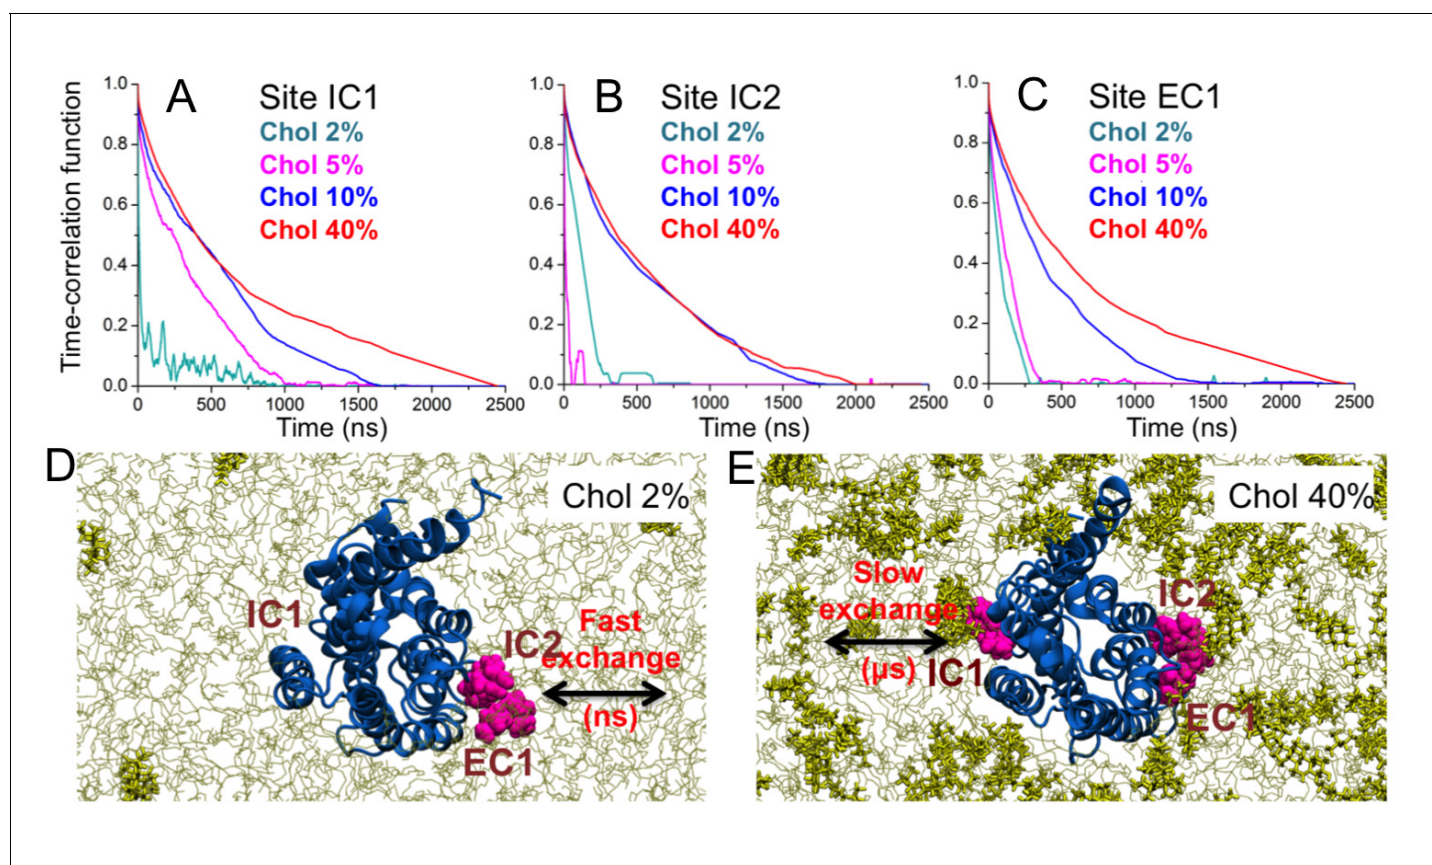 A
Site IC1
Chol 2%
Chol 5%
Chol 10%
Chol 40%
Time-correlation function
1.0
0.8
0.6
0.4
0.2
0.0
0 500 1000 1500 2000 2500
Time (ns)
B
Site IC2
Chol 2%
Chol 5%
Chol 10%
Chol 40%
1.0
0.8
0.6
0.4
0.2
0.0
0 500 1000 1500 2000 2500
Time (ns)
C
Site EC1
Chol 2%
Chol 5%
Chol 10%
Chol 40%
1.0
0.8
0.6
0.4
0.2
0.0
0 500 1000 1500 2000 2500
Time (ns)
D
Chol 2%
IC1
IC2
Fast
exchange
(ns)
EC1
E
Chol 40%
Slow
exchange
(μs)
IC1
IC2
EC1